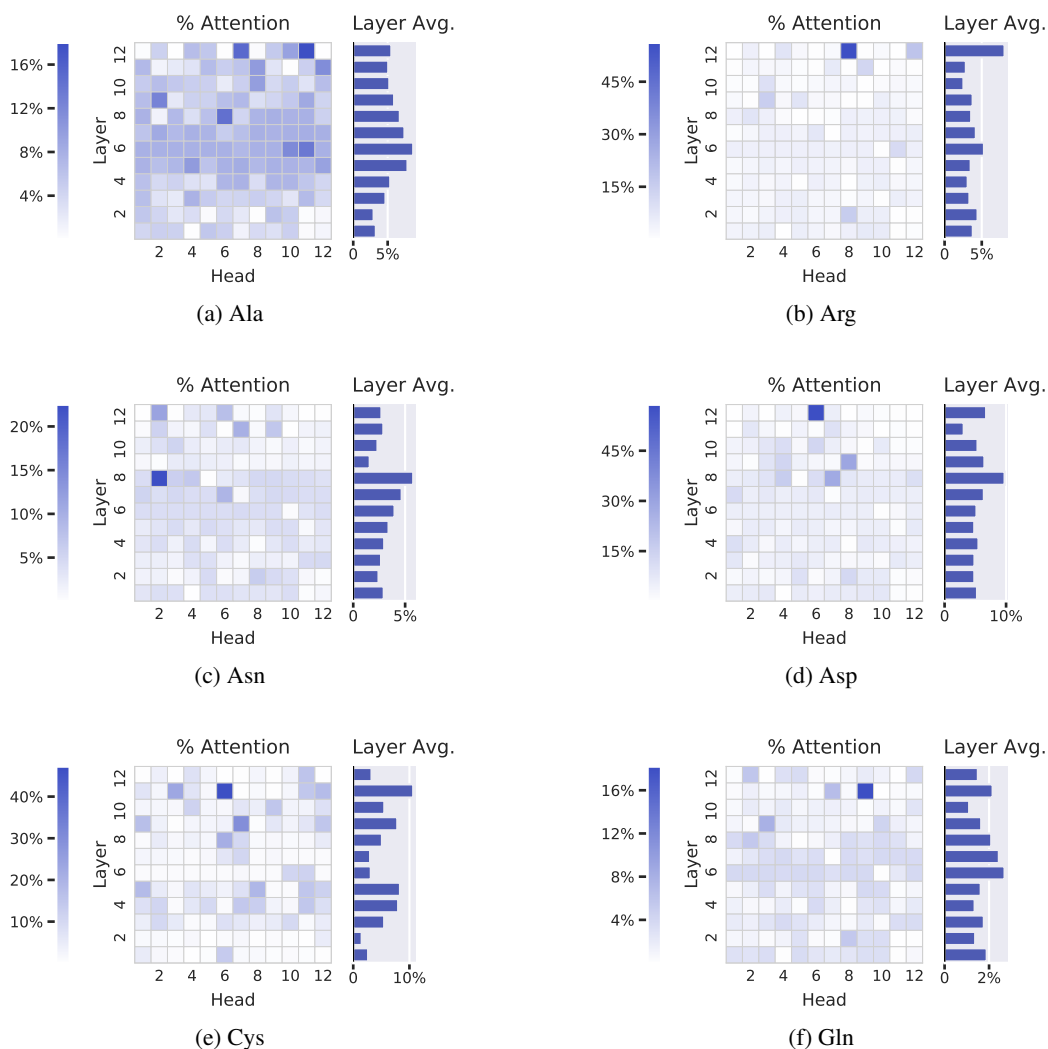 % Attention Layer Avg.
16%
12%
8%
4%
Layer
12
10
8
6
4
2
2 4 6 8 10 12
Head
0 5%
(a) Ala
% Attention Layer Avg.
45%
30%
15%
Layer
12
10
8
6
4
2
2 4 6 8 10 12
Head
0 5%
(b) Arg
% Attention Layer Avg.
20%
15%
10%
5%
Layer
12
10
8
6
4
2
2 4 6 8 10 12
Head
0 5%
(c) Asn
% Attention Layer Avg.
45%
30%
15%
Layer
12
10
8
6
4
2
2 4 6 8 10 12
Head
0 10%
(d) Asp
% Attention Layer Avg.
40%
30%
20%
10%
Layer
12
10
8
6
4
2
2 4 6 8 10 12
Head
0 10%
(e) Cys
% Attention Layer Avg.
16%
12%
8%
4%
Layer
12
10
8
6
4
2
2 4 6 8 10 12
Head
0 2%
(f) Gln